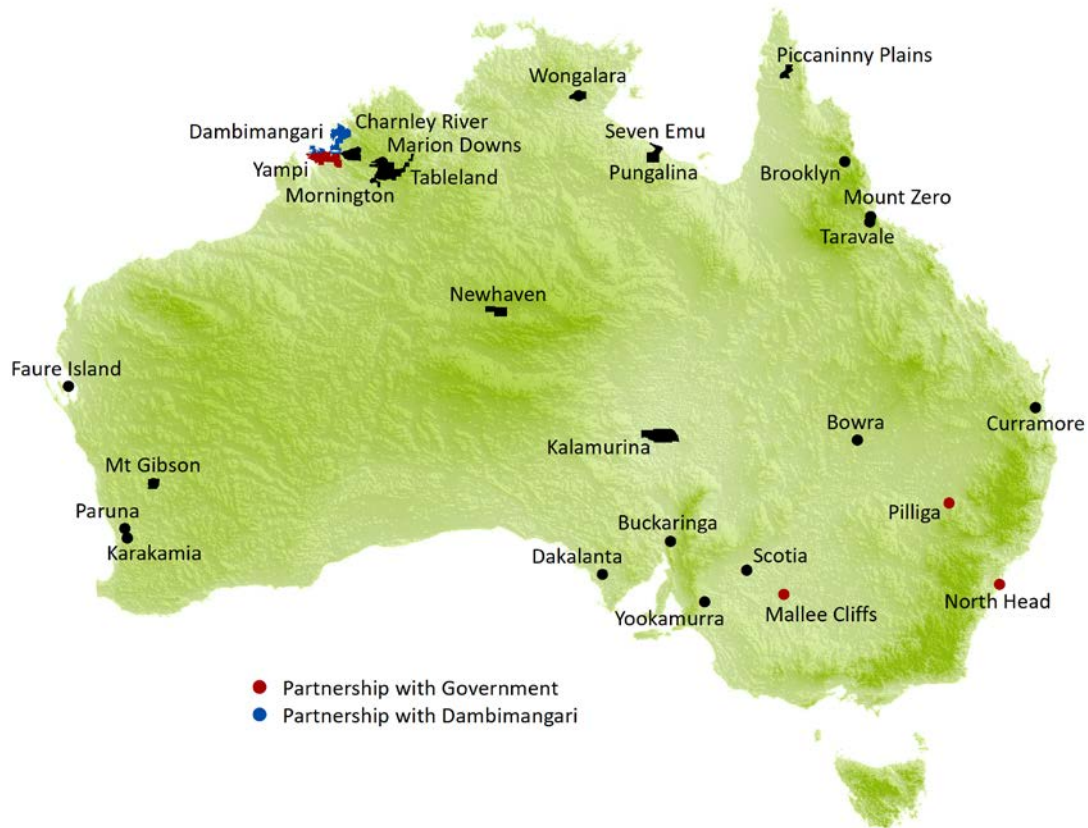 Piccaninny Plains
Wongalara
Dambimangari
Charnley River
Marion Downs
Seven Emu
Yampi
Tableland
Pungalina
Brooklyn
Mornington
Mount Zero
Taravale
Newhaven
Faure Island
Curramore
Bowra
Kalamurina
Mt Gibson
Paruna
Pilliga
Buckaringa
Karakamia
Dakalanta
Scotia
North Head
Yookamurra
Mallee Cliffs
Partnership with Government
Partnership with Dambimangari